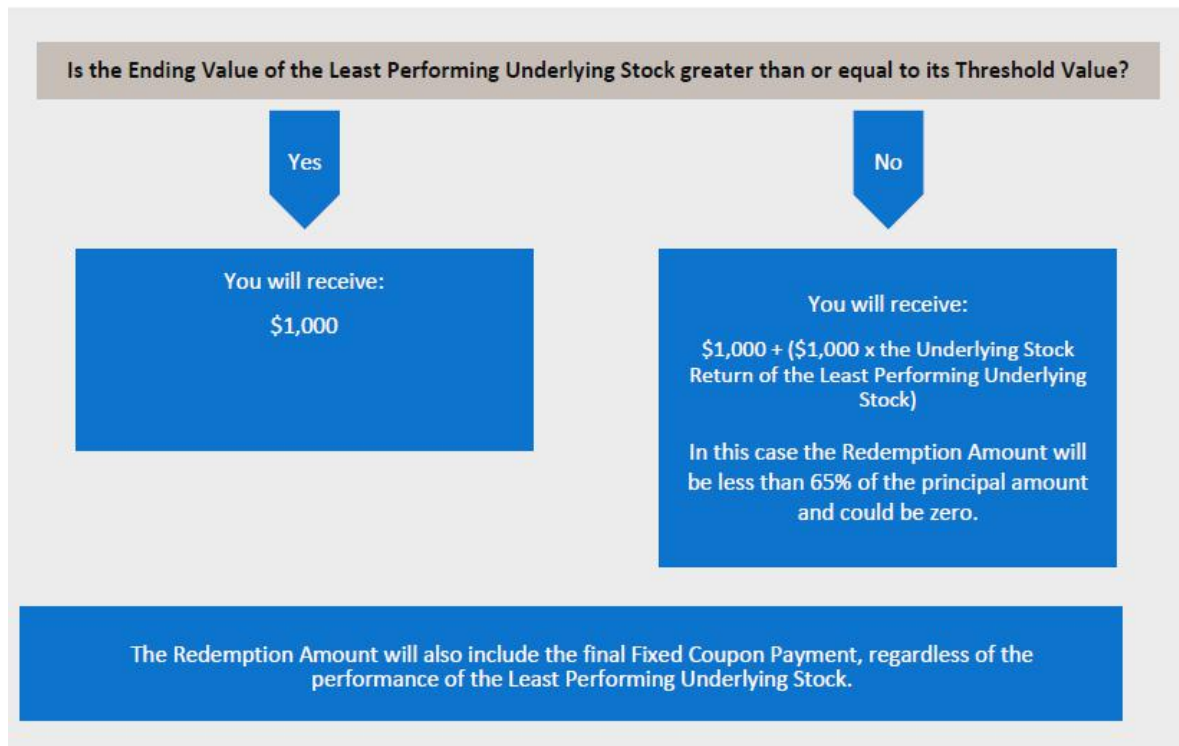 Is the Ending Value of the Least Performing Underlying Stock greater than or equal to its Threshold Value?
Yes
No
You will receive:
$1,000
You will receive:
$1,000 + ($1,000 x the Underlying Stock
Return of the Least Performing Underlying
Stock)
In this case the Redemption Amount will
be less than 65% of the principal amount
and could be zero.
The Redemption Amount will also include the final Fixed Coupon Payment, regardless of the
performance of the Least Performing Underlying Stock.